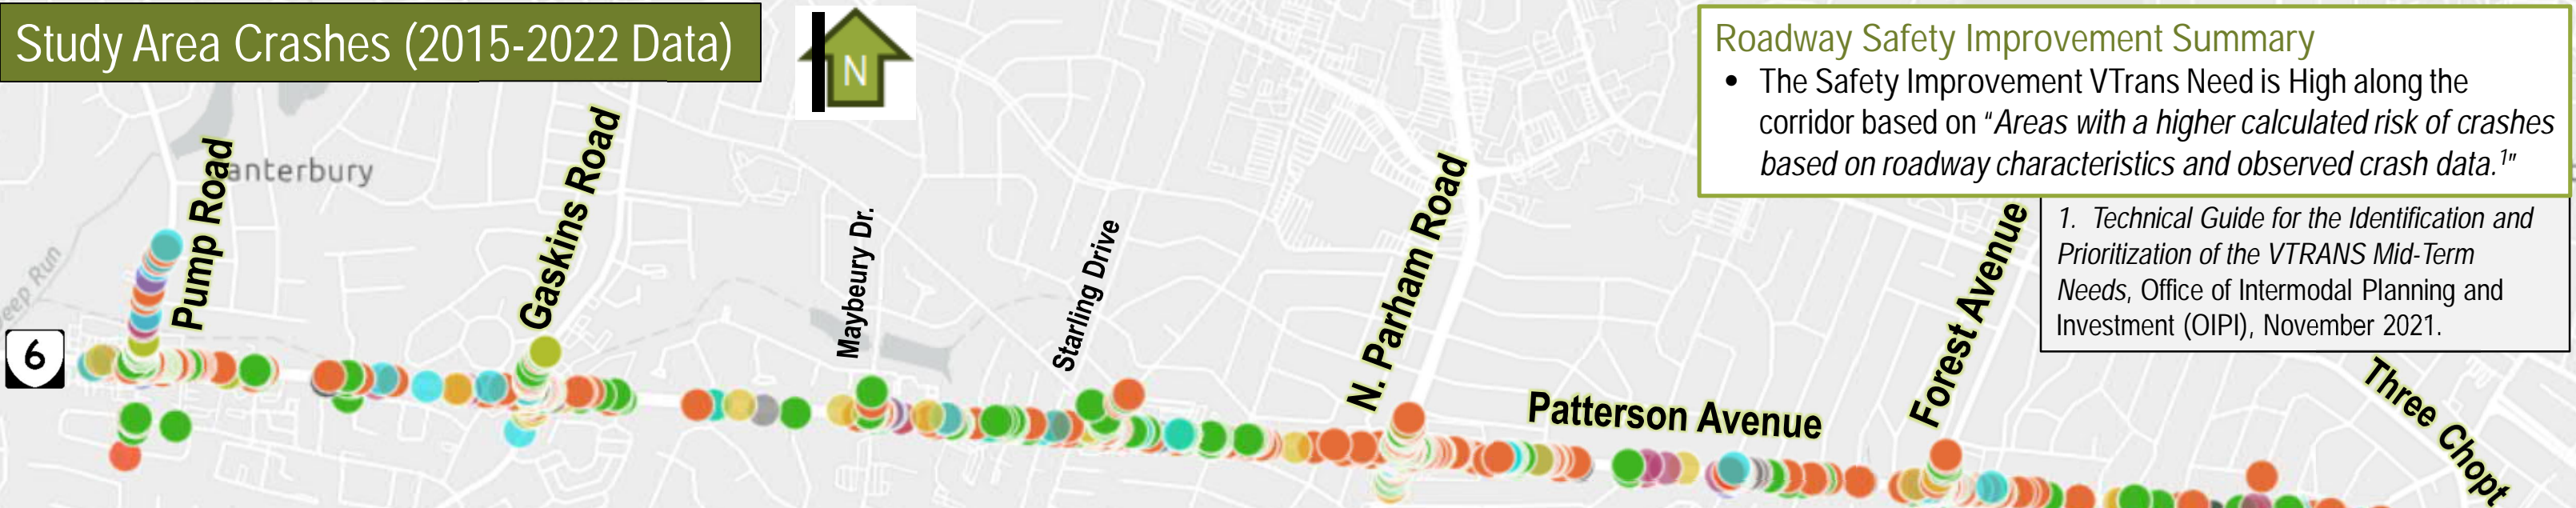 Study Area Crashes (2015-2022 Data)
N
Roadway Safety Improvement Summary
• The Safety Improvement VTrans Need is High along the
corridor based on "Areas with a higher calculated risk of crashes
based on roadway characteristics and observed crash data.¹"
1. Technical Guide for the Identification and
Prioritization of the VTRANS Mid-Term
Needs, Office of Intermodal Planning and
Investment (OIPI), November 2021.
anterbury
Pump Road
Gaskins Road
Maybeury Dr.
Starling Drive
N. Parham Road
Forest Avenue
Three Chopt
eep Run
6
Patterson Avenue